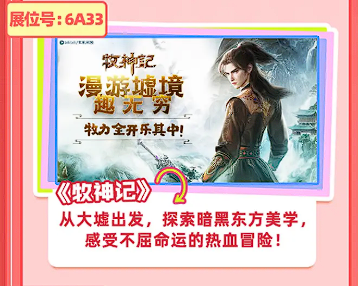 展位号:6A33
牧神記
漫游墟境
趣无穷
牧力全开乐其中!
《牧神记》
从大墟出发，探索暗黑东方美学，
感受不屈命运的热血冒险！